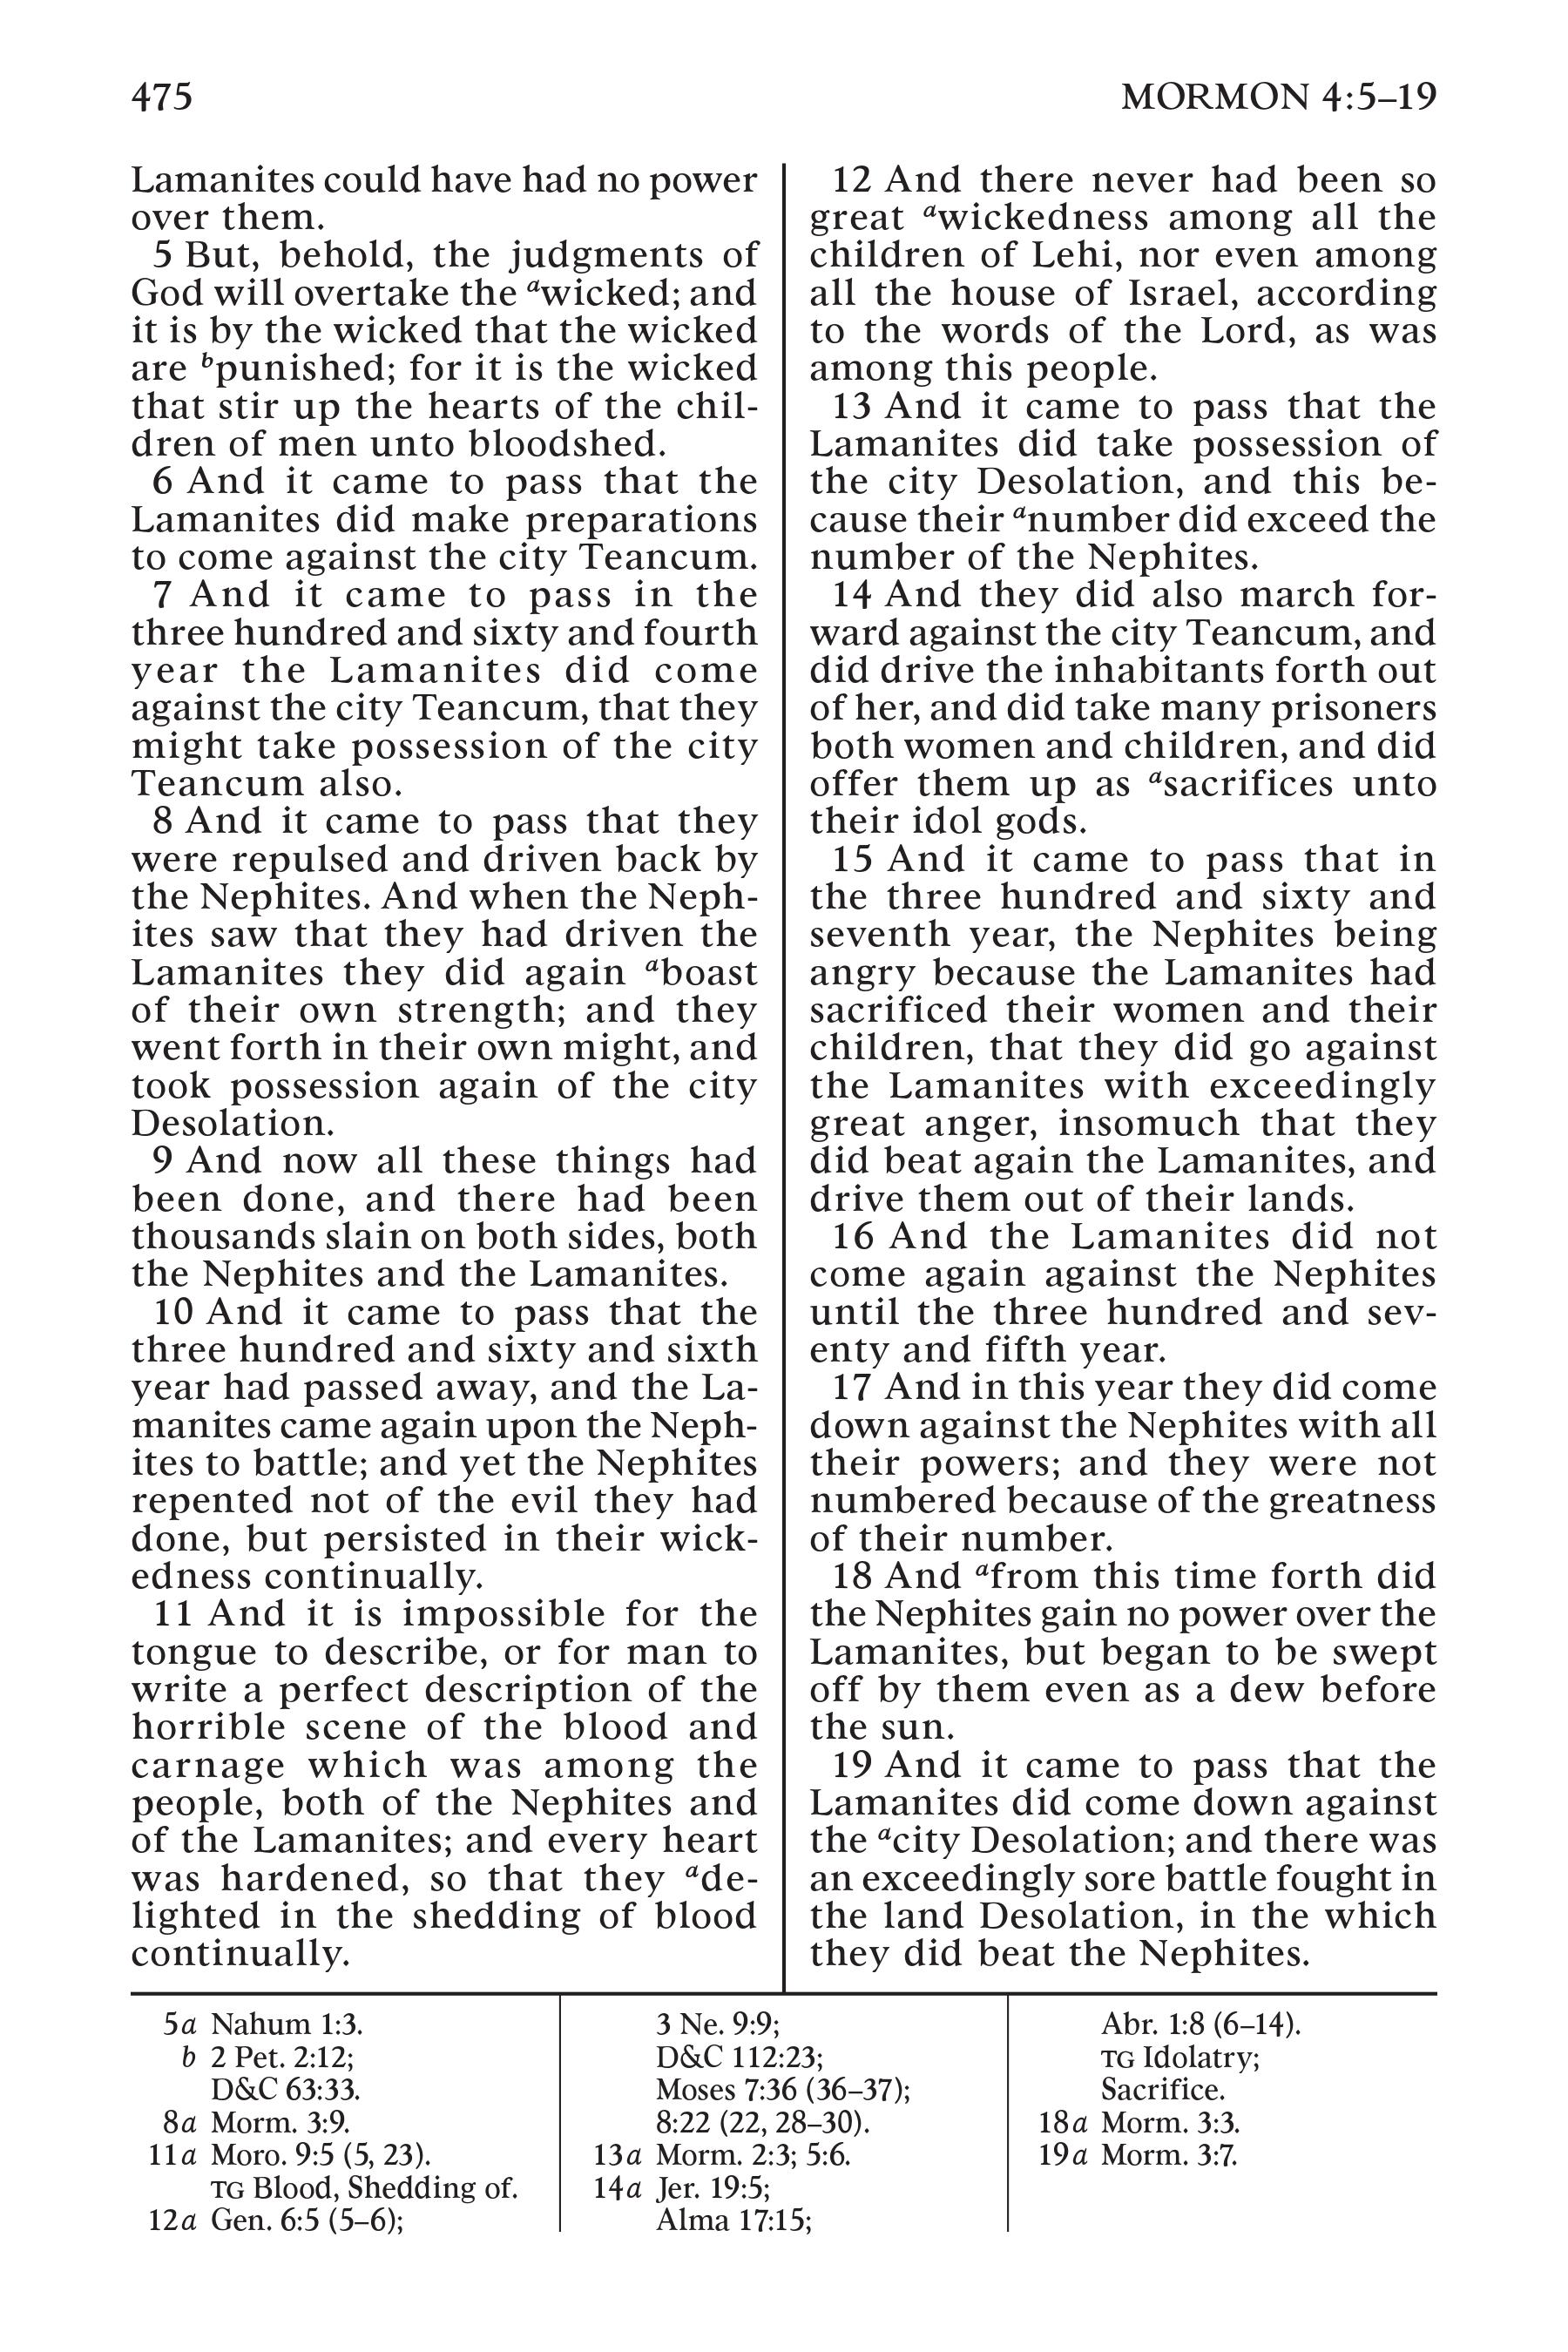 475
MORMON 4:5–19
Lamanites could have had no power
over them.
5 But, behold, the judgments of
God will overtake the awicked; and
it is by the wicked that the wicked
are bpunished; for it is the wicked
that stir up the hearts of the chil-
dren of men unto bloodshed.
6 And it came to pass that the
Lamanites did make preparations
to come against the city Teancum.
7 And it came to pass in the
three hundred and sixty and fourth
year the Lamanites did come
against the city Teancum, that they
might take possession of the city
Teancum also.
8 And it came to pass that they
were repulsed and driven back by
the Nephites. And when the Neph-
ites saw that they had driven the
Lamanites they did again aboast
of their own strength; and they
went forth in their own might, and
took possession again of the city
Desolation.
9 And now all these things had
been done, and there had been
thousands slain on both sides, both
the Nephites and the Lamanites.
10 And it came to pass that the
three hundred and sixty and sixth
year had passed away, and the La-
manites came again upon the Neph-
ites to battle; and yet the Nephites
repented not of the evil they had
done, but persisted in their wick-
edness continually.
11 And it is impossible for the
tongue to describe, or for man to
write a perfect description of the
horrible scene of the blood and
carnage which was among the
people, both of the Nephites and
of the Lamanites; and every heart
was hardened, so that they ade-
lighted in the shedding of blood
continually.
12 And there never had been so
great awickedness among all the
children of Lehi, nor even among
all the house of Israel, according
to the words of the Lord, as was
among this people.
13 And it came to pass that the
Lamanites did take possession of
the city Desolation, and this be-
cause their anumber did exceed the
number of the Nephites.
14 And they did also march for-
ward against the city Teancum, and
did drive the inhabitants forth out
of her, and did take many prisoners
both women and children, and did
offer them up as asacrifices unto
their idol gods.
15 And it came to pass that in
the three hundred and sixty and
seventh year, the Nephites being
angry because the Lamanites had
sacrificed their women and their
children, that they did go against
the Lamanites with exceedingly
great anger, insomuch that they
did beat again the Lamanites, and
drive them out of their lands.
16 And the Lamanites did not
come again against the Nephites
until the three hundred and sev-
enty and fifth year.
17 And in this year they did come
down against the Nephites with all
their powers; and they were not
numbered because of the greatness
of their number.
18 And afrom this time forth did
the Nephites gain no power over the
Lamanites, but began to be swept
off by them even as a dew before
the sun.
19 And it came to pass that the
Lamanites did come down against
the acity Desolation; and there was
an exceedingly sore battle fought in
the land Desolation, in the which
they did beat the Nephites.
5a Nahum 1:3.
b 2 Pet. 2:12;
D&C 63:33.
8a Morm. 3:9.
11a Moro. 9:5 (5, 23).
TG Blood, Shedding of.
12a Gen. 6:5 (5–6);
3 Ne. 9:9;
D&C 112:23;
Moses 7:36 (36–37);
8:22 (22, 28–30).
13a Morm. 2:3; 5:6.
14a Jer. 19:5;
Alma 17:15;
Abr. 1:8 (6–14).
TG Idolatry;
Sacrifice.
18a Morm. 3:3.
19a Morm. 3:7.